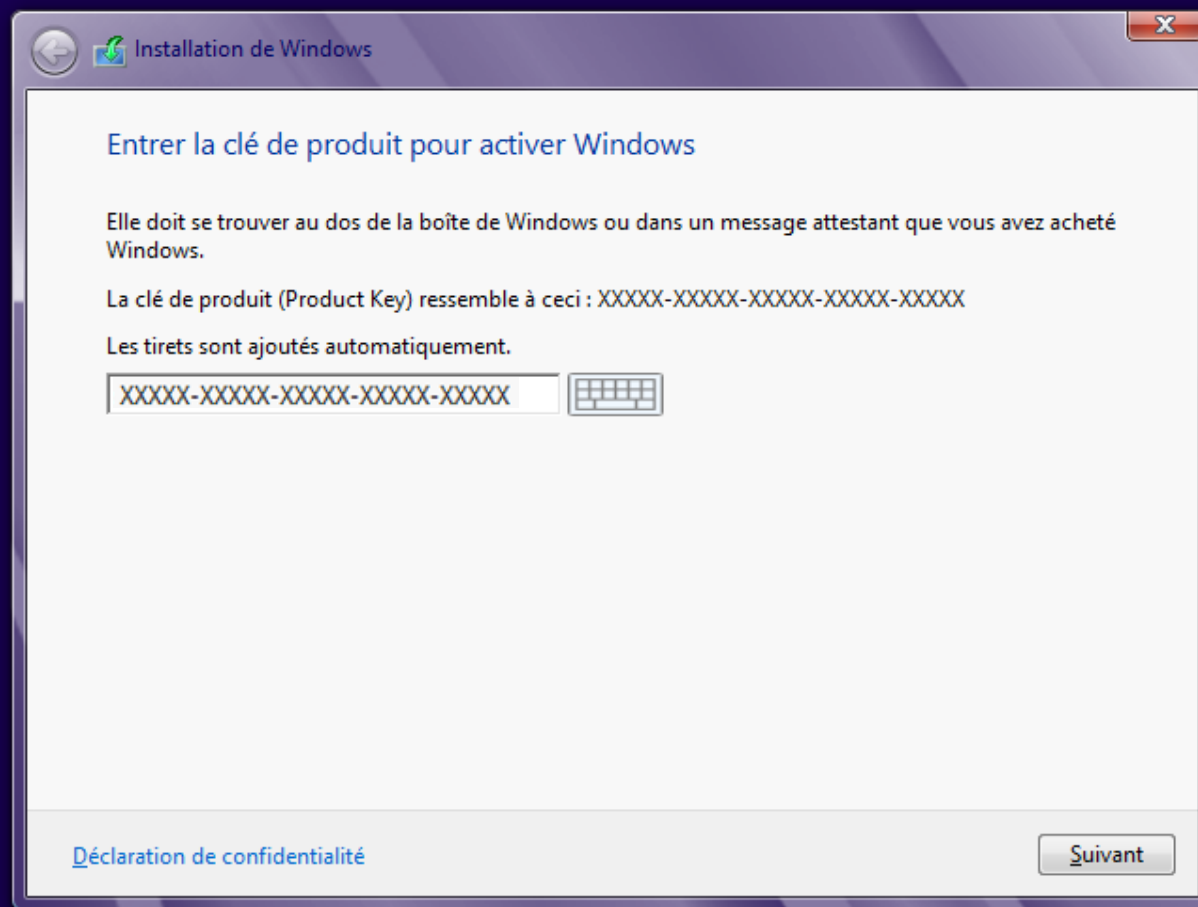 Installation de Windows
Entrer la clé de produit pour activer Windows
Elle doit se trouver au dos de la boîte de Windows ou dans un message attestant que vous avez acheté
Windows.
La clé de produit (Product Key) ressemble à ceci : XXXXX-XXXXX-XXXXX-XXXXX-XXXXX
Les tirets sont ajoutés automatiquement.
XXXXX-XXXXX-XXXXX-XXXXX-XXXXX
Déclaration de confidentialité
Suivant